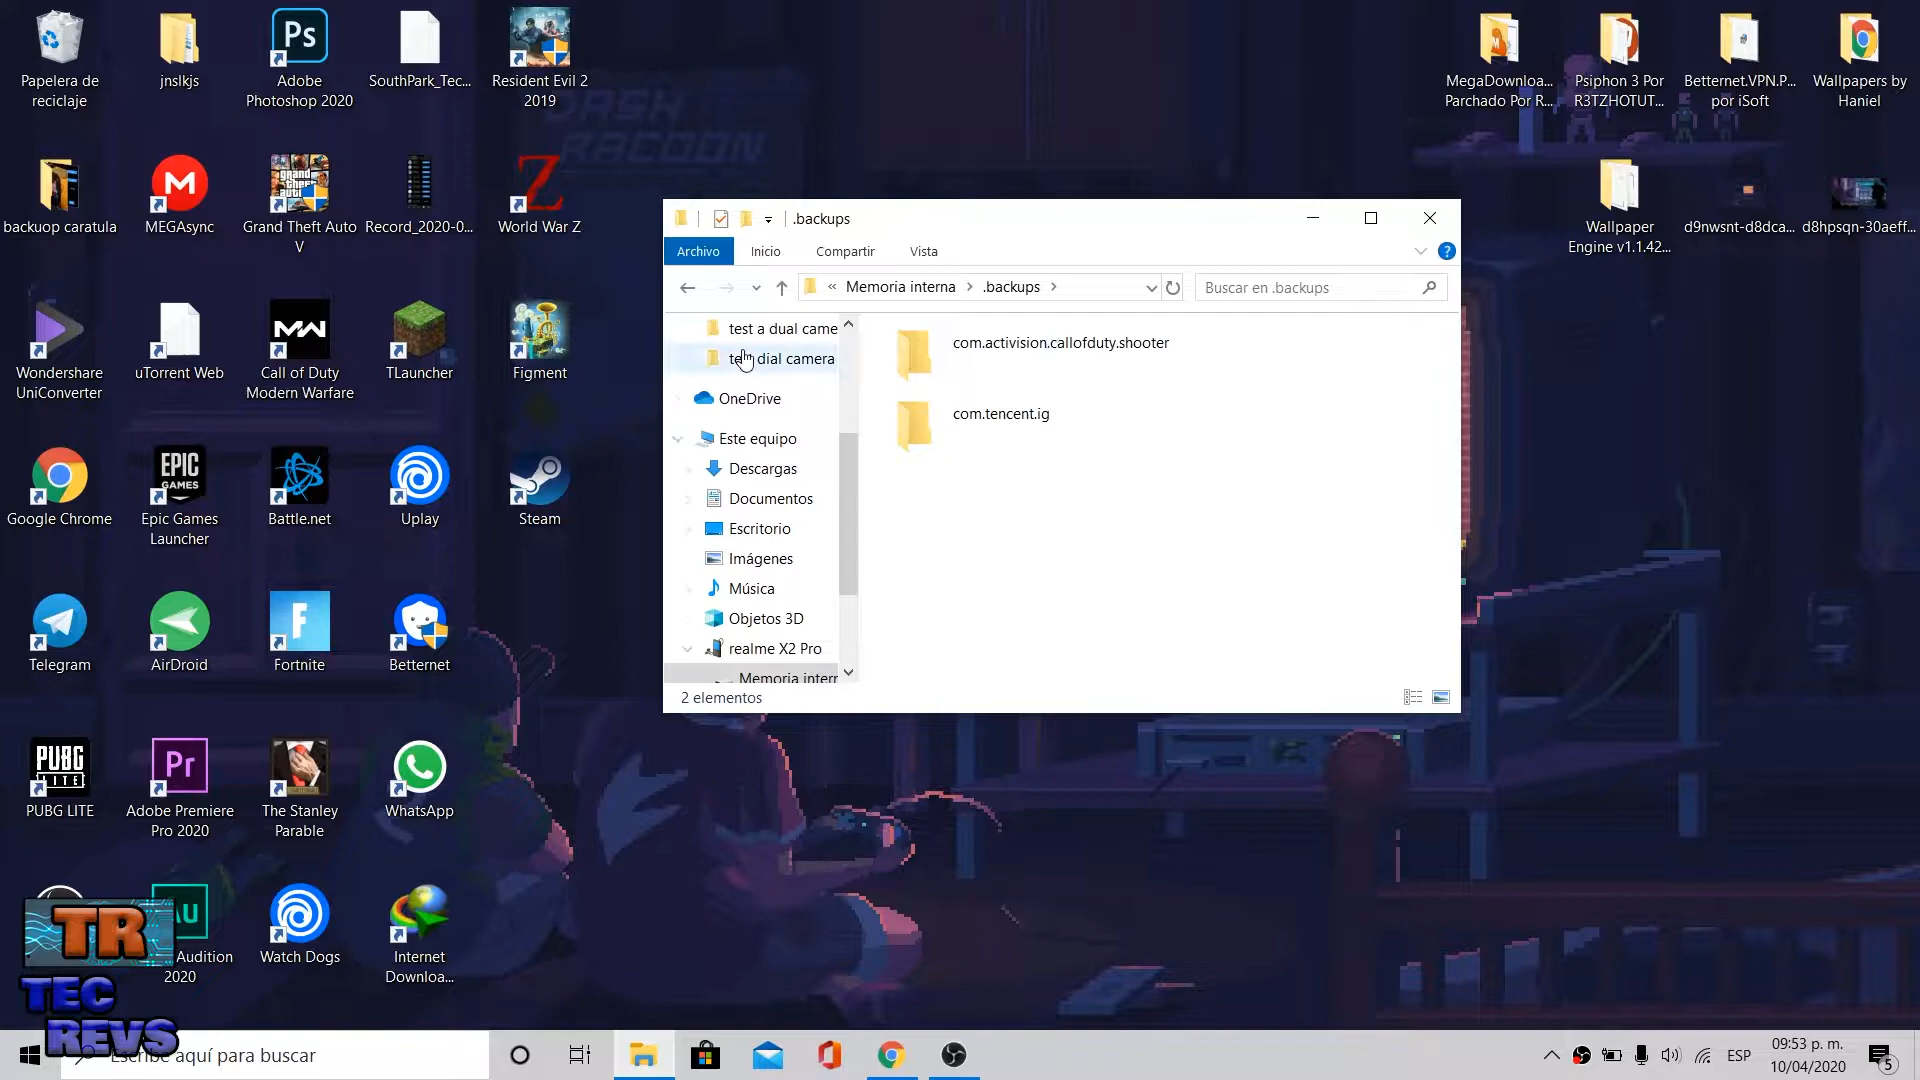 Papelera de
reciclaje
jnslkjs
Adobe
Photoshop 2020
SouthPark_Tec...
Resident Evil 2
2019
MegaDownloa...
Parchado Por R...
Psiphon 3 Por
R3TZHOTUT...
Betternet.VPN.P...
por iSoft
Wallpapers by
Haniel
DASH
RACOON
backuop caratula
MEGAsync
Grand Theft Auto
V
Record_2020-0...
World War Z
Wallpaper
Engine v1.1.42...
d9nwsnt-d8dca...
d8hpsqn-30aeff...
.backups
Archivo
Inicio
Compartir
Vista
« Memoria interna > .backups >
Buscar en .backups
test a dual came
dial camera
OneDrive
Este equipo
Descargas
Documentos
Escritorio
Imágenes
Música
Objetos 3D
realme X2 Pro
Memoria interr
com.activision.callofduty.shooter
com.tencent.ig
2 elementos
Wondershare
UniConverter
uTorrent Web
Call of Duty
Modern Warfare
TLauncher
Figment
Google Chrome
Epic Games
Launcher
Battle.net
Uplay
Steam
Telegram
AirDroid
Fortnite
Betternet
PUBG LITE
Adobe Premiere
Pro 2020
The Stanley
Parable
WhatsApp
Audition
2020
Watch Dogs
Internet
Downloa...
TR
TEC
REVS
Escribe aquí para buscar
ESP
09:53 p. m.
10/04/2020
5